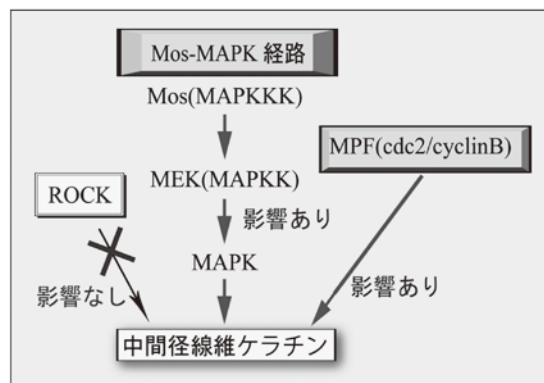 Mos-MAPK 経路
Mos(MAPKKK)
MPF(cdc2/cyclinB)
MEK(MAPKK)
ROCK
影響あり
MAPK
影響なし
影響あり
中間径線維ケラチン